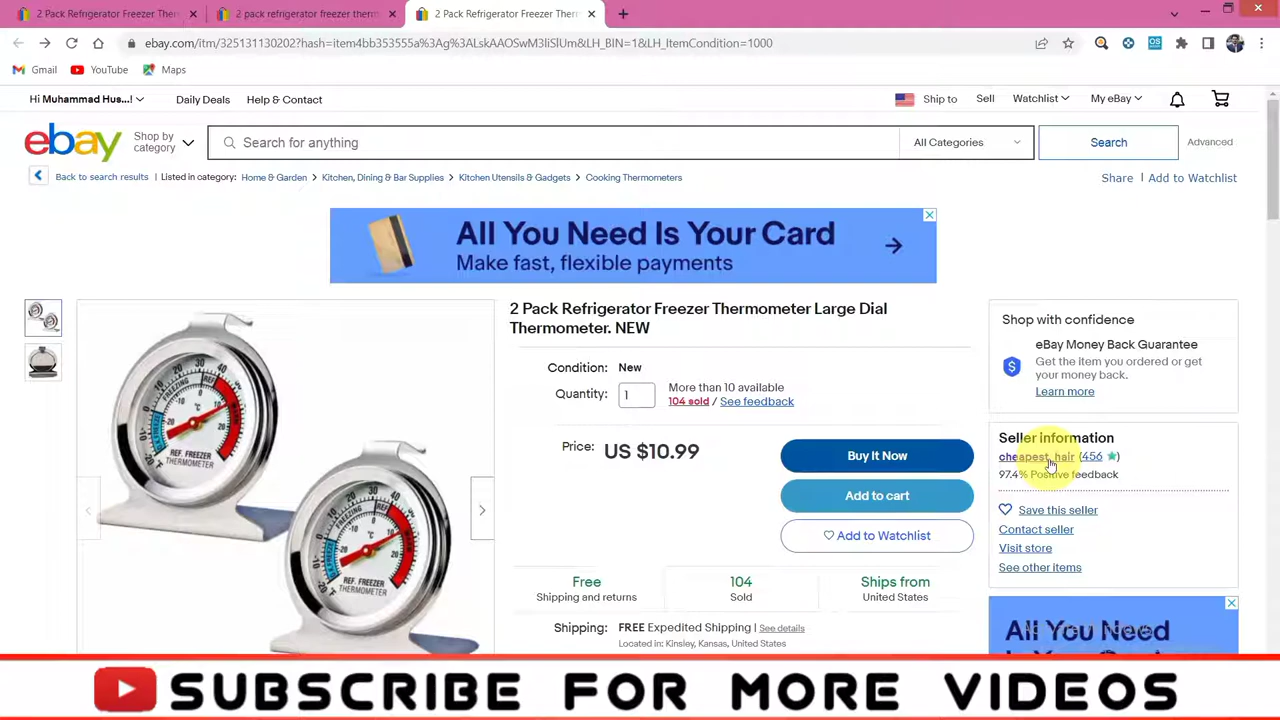 2 Pack Refrigerator Freezer Ther
2 pack refrigerator freezer therm
2 Pack Refrigerator Freezer Ther
ebay.com/itm/325131130202?hash=item4bb353555a%3Ag%3ALskAAOSwM3liSlUm&LH_BIN=1&LH_ItemCondition=1000
Gmail
YouTube
Maps
Hi Muhammad Hus...!
Daily Deals
Help & Contact
Ship to
Sell
Watchlist
My eBay
ebay
Shop by
category
Search for anything
All Categories
Search
Advanced
Back to search results
Listed in category:
Home & Garden
Kitchen, Dining & Bar Supplies
Kitchen Utensils & Gadgets
Cooking Thermometers
Share
Add to Watchlist
All You Need Is Your Card
Make fast, flexible payments
2 Pack Refrigerator Freezer Thermometer Large Dial
Thermometer. NEW
Condition: New
Quantity: 1
More than 10 available
104 sold / See feedback
Price: US $10.99
Buy It Now
Add to cart
Add to Watchlist
Free
Shipping and returns
104
Sold
Ships from
United States
Shipping: FREE Expedited Shipping | See details
Located in: Kinsley, Kansas, United States
Shop with confidence
eBay Money Back Guarantee
Get the item you ordered or get
your money back.
Learn more
Seller information
cheapest_hair (456)
97.4% Positive feedback
Save this seller
Contact seller
Visit store
See other items
All You Need
REF. FREEZER
THERMOMETER
REF. FREEZER
THERMOMETER
SUBSCRIBE FOR MORE VIDEOS